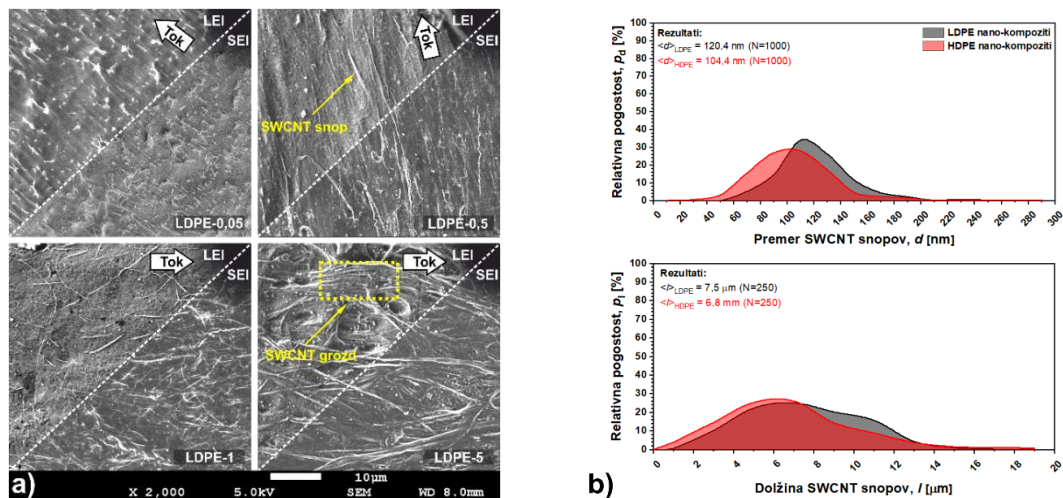 LEI
SEI
Tok
LDPE-0,05
LEI
SEI
Tok
SWCNT snop
LDPE-0,5
Tok
LEI
SEI
LDPE-1
Tok
LEI
SEI
SWCNT grozd
LDPE-5
a)
10μm
X 2,000 5.0kV SEM WD 8.0mm
Relativna pogostost, pd [%]
100
90
80
70
60
50
40
30
20
10
0
Rezultati:
<d>LDPE = 120,4 nm (N=1000)
<d>HDPE = 104,4 nm (N=1000)
LDPE nano-kompoziti
HDPE nano-kompoziti
0 20 40 60 80 100 120 140 160 180 200 220 240 260 280 300
Premer SWCNT snopov, d [nm]
Relativna pogostost, pl [%]
100
90
80
70
60
50
40
30
20
10
0
Rezultati:
<l>LDPE = 7,5 μm (N=250)
<l>HDPE = 6,8 mm (N=250)
0 2 4 6 8 10 12 14 16 18 20
Dolžina SWCNT snopov, l [μm]
b)